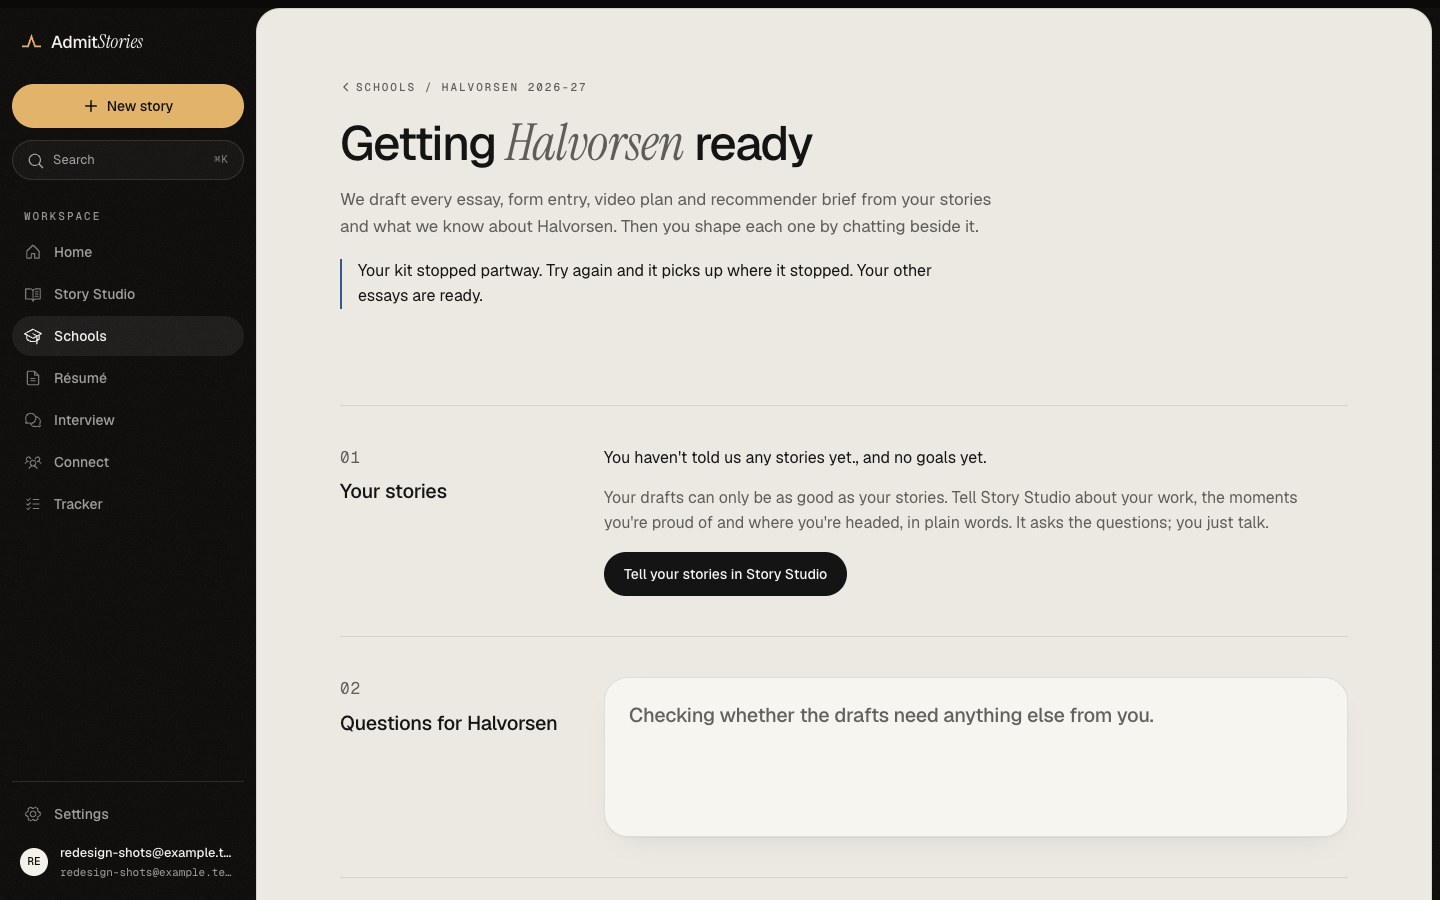 AdmitStories
New story
Search ⌘K
WORKSPACE
Home
Story Studio
Schools
Résumé
Interview
Connect
Tracker
Settings
RE
redesign-shots@example.t…
redesign-shots@example.te…
SCHOOLS / HALVORSEN 2026-27
Getting Halvorsen ready
We draft every essay, form entry, video plan and recommender brief from your stories
and what we know about Halvorsen. Then you shape each one by chatting beside it.
Your kit stopped partway. Try again and it picks up where it stopped. Your other
essays are ready.
01
Your stories
You haven't told us any stories yet., and no goals yet.
Your drafts can only be as good as your stories. Tell Story Studio about your work, the moments
you're proud of and where you're headed, in plain words. It asks the questions; you just talk.
Tell your stories in Story Studio
02
Questions for Halvorsen
Checking whether the drafts need anything else from you.